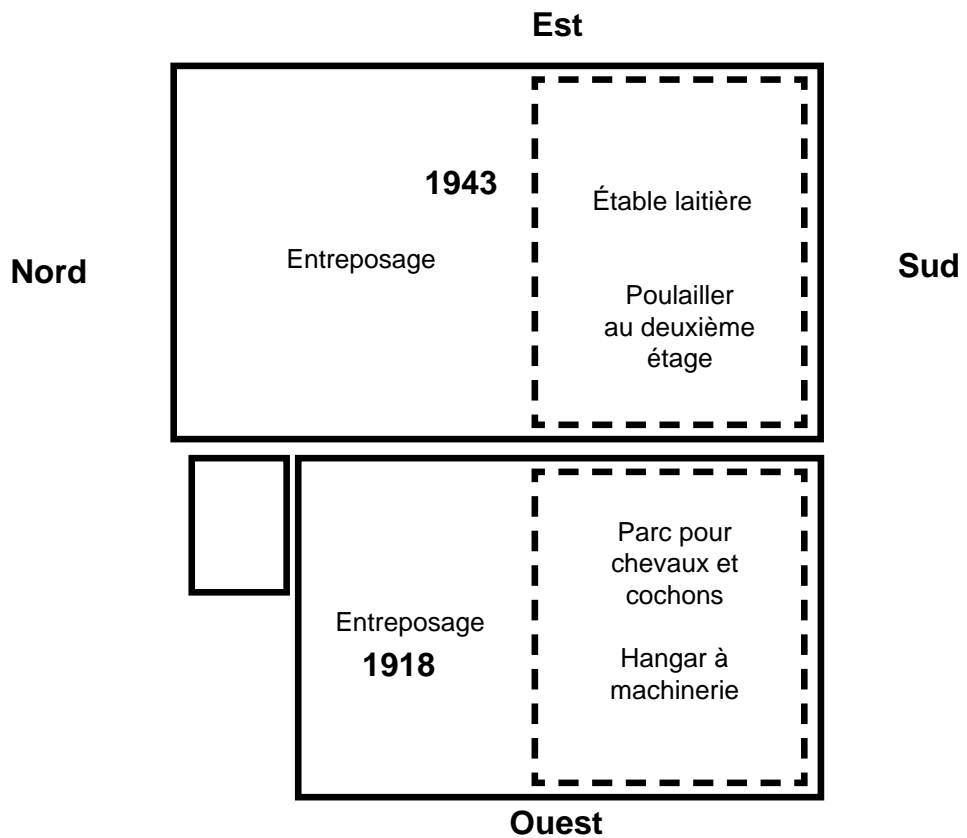 Est
1943
Étable laitière
Nord
Entreposage
Sud
Poulailler
au deuxième
étage
Parc pour
chevaux et
cochons
Entreposage
1918
Hangar à
machinerie
Ouest